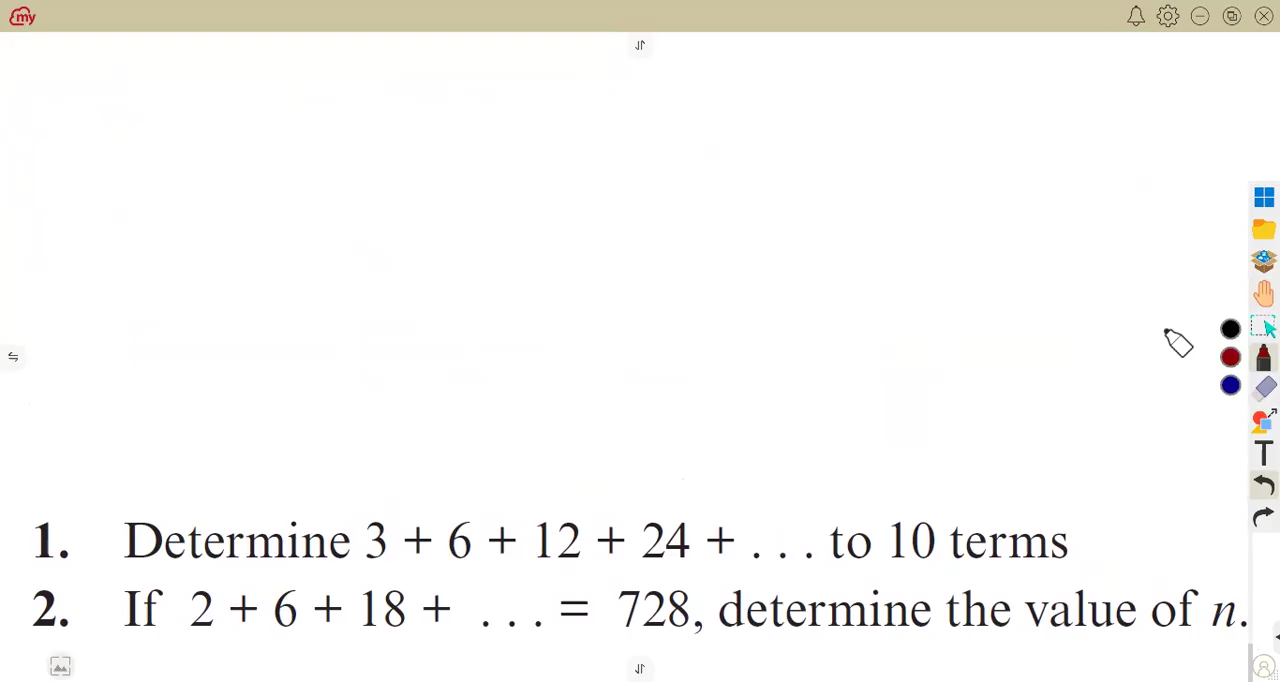 my
1. Determine 3 + 6 + 12 + 24 + . . . to 10 terms
2. If 2 + 6 + 18 + . . . = 728, determine the value of n.